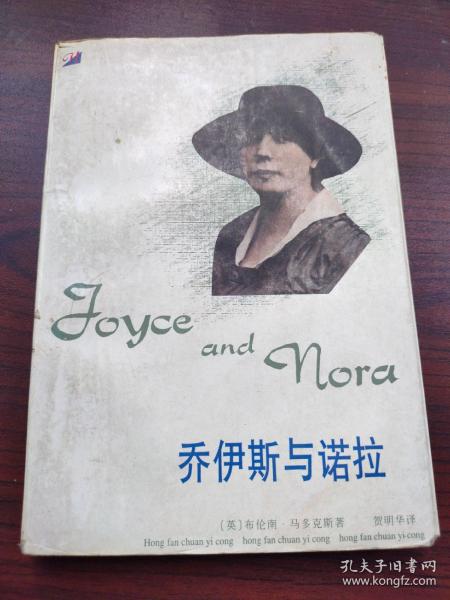 Joyce
and
Nora
乔伊斯与诺拉
〔英〕布伦南·马多克斯著 贺明华译
Hong fan chuan yi cong hong fan chuan yi cong hong fan chuan yi cong
孔夫子旧书网
www.kongfz.com